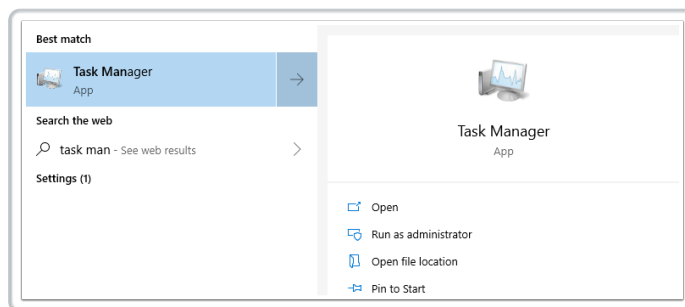 Best match
Task Manager
App
Search the web
task man - See web results
Settings (1)
Task Manager
App
Open
Run as administrator
Open file location
Pin to Start